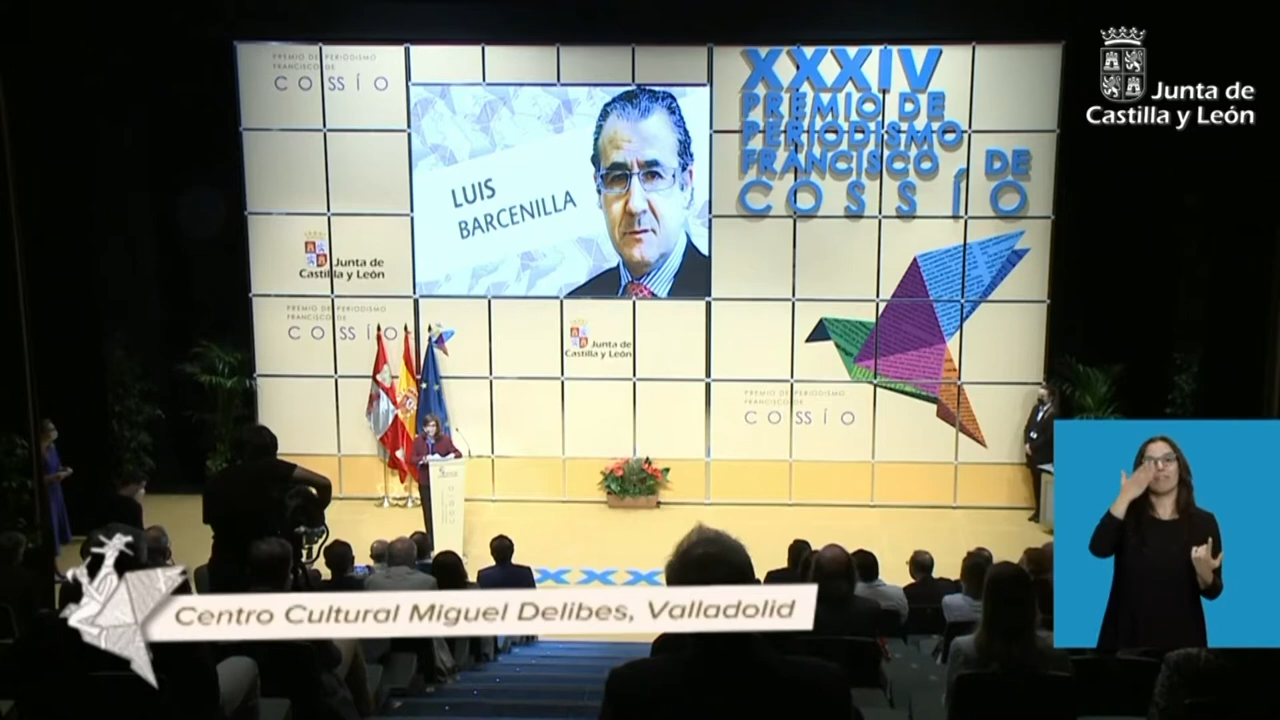 Junta de
Castilla y León
PREMIO DE PERIODISMO
FRANCISCO DE
COSSÍO
XXXIV
PREMIO DE
PERIODISMO
FRANCISCO DE
COSSÍO
LUIS
BARCENILLA
Junta de
Castilla y León
PREMIO DE PERIODISMO
FRANCISCO DE
COSSÍO
Junta de
Castilla y León
PREMIO DE PERIODISMO
FRANCISCO DE
COSSÍO
XXX
Centro Cultural Miguel Delibes, Valladolid